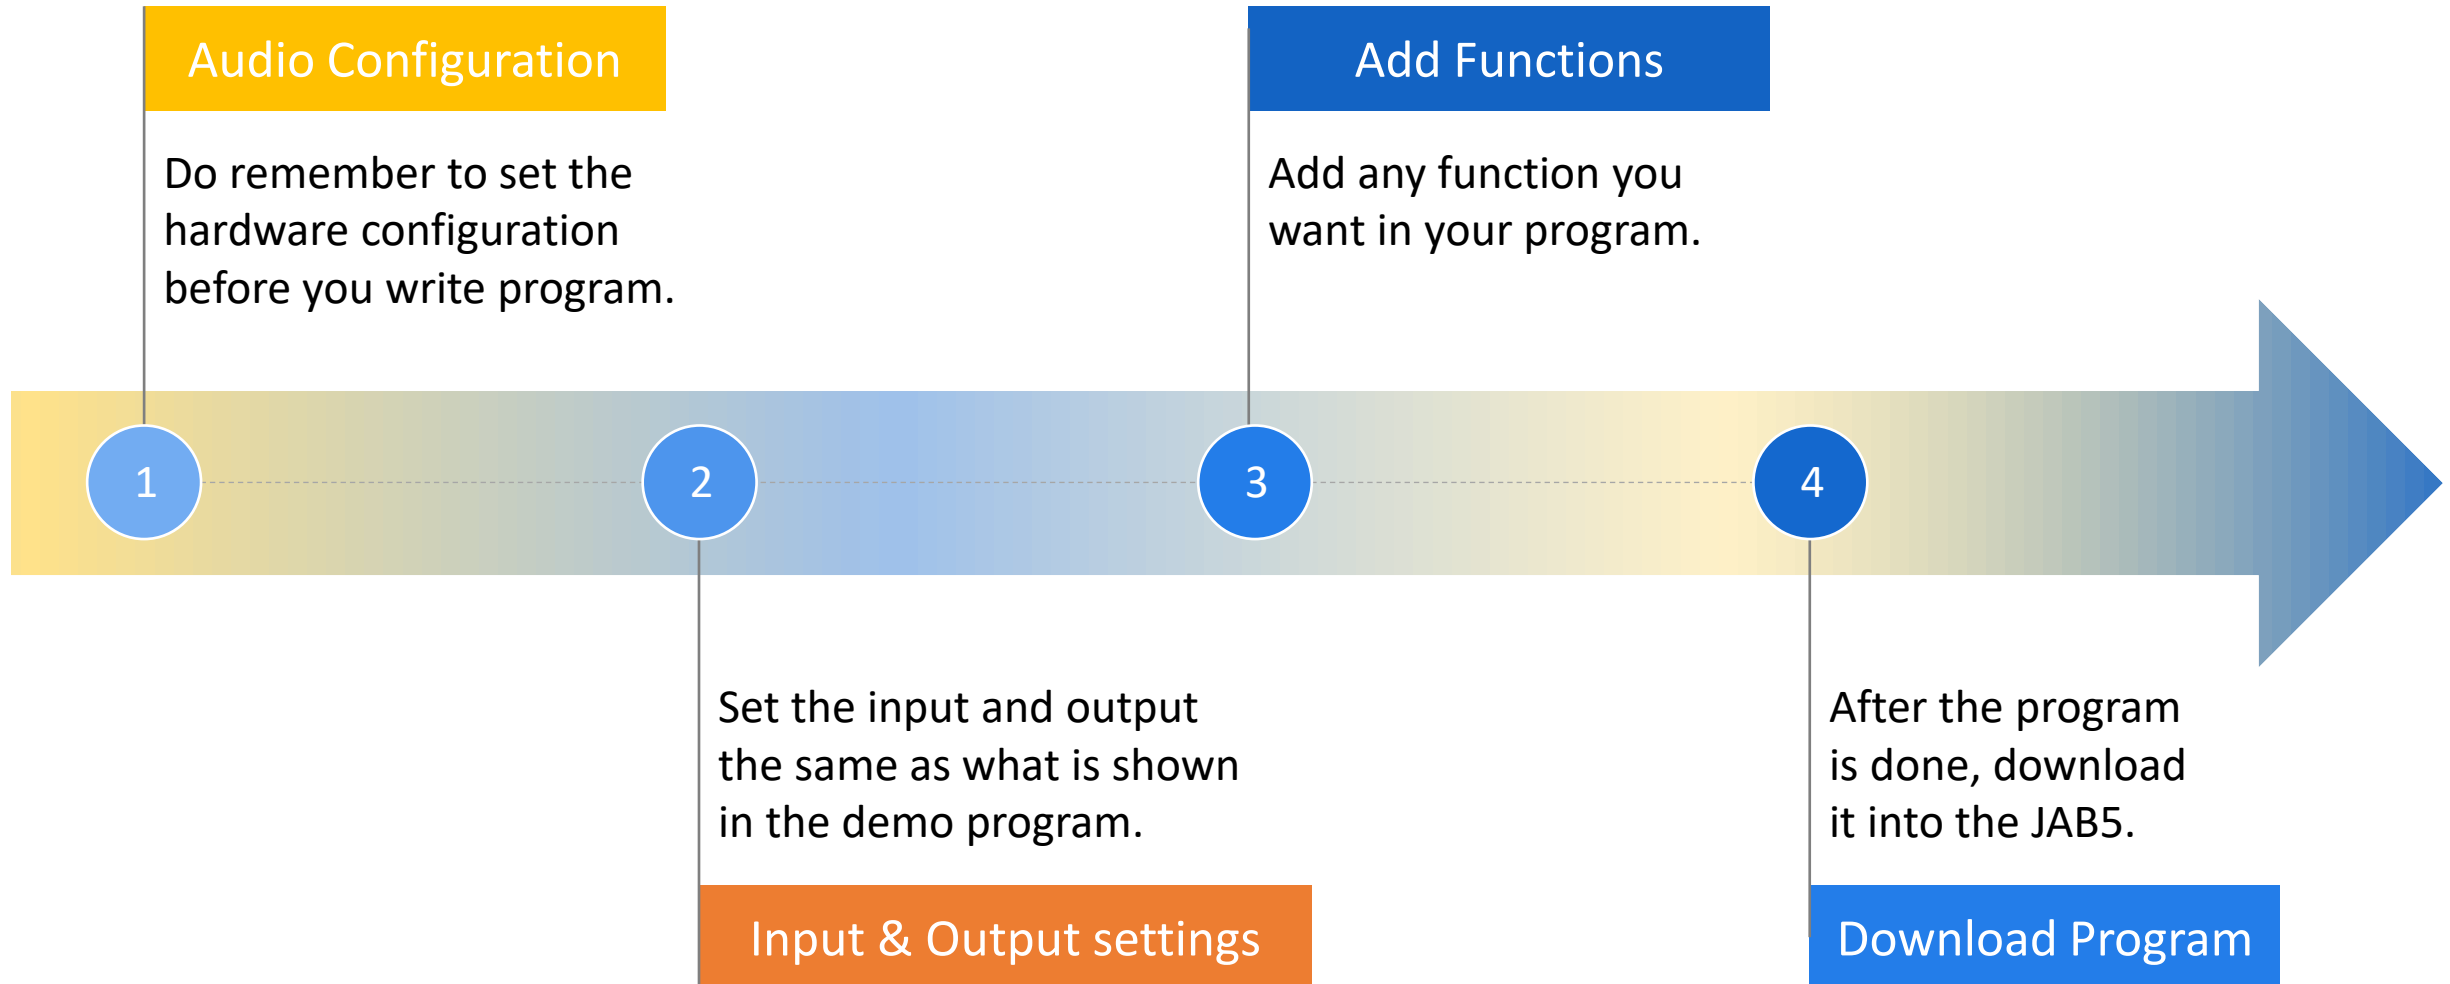 Audio Configuration
Do remember to set the
hardware configuration
before you write program.
1
2
Set the input and output
the same as what is shown
in the demo program.
Input & Output settings
Add Functions
Add any function you
want in your program.
3
4
After the program
is done, download
it into the JAB5.
Download Program